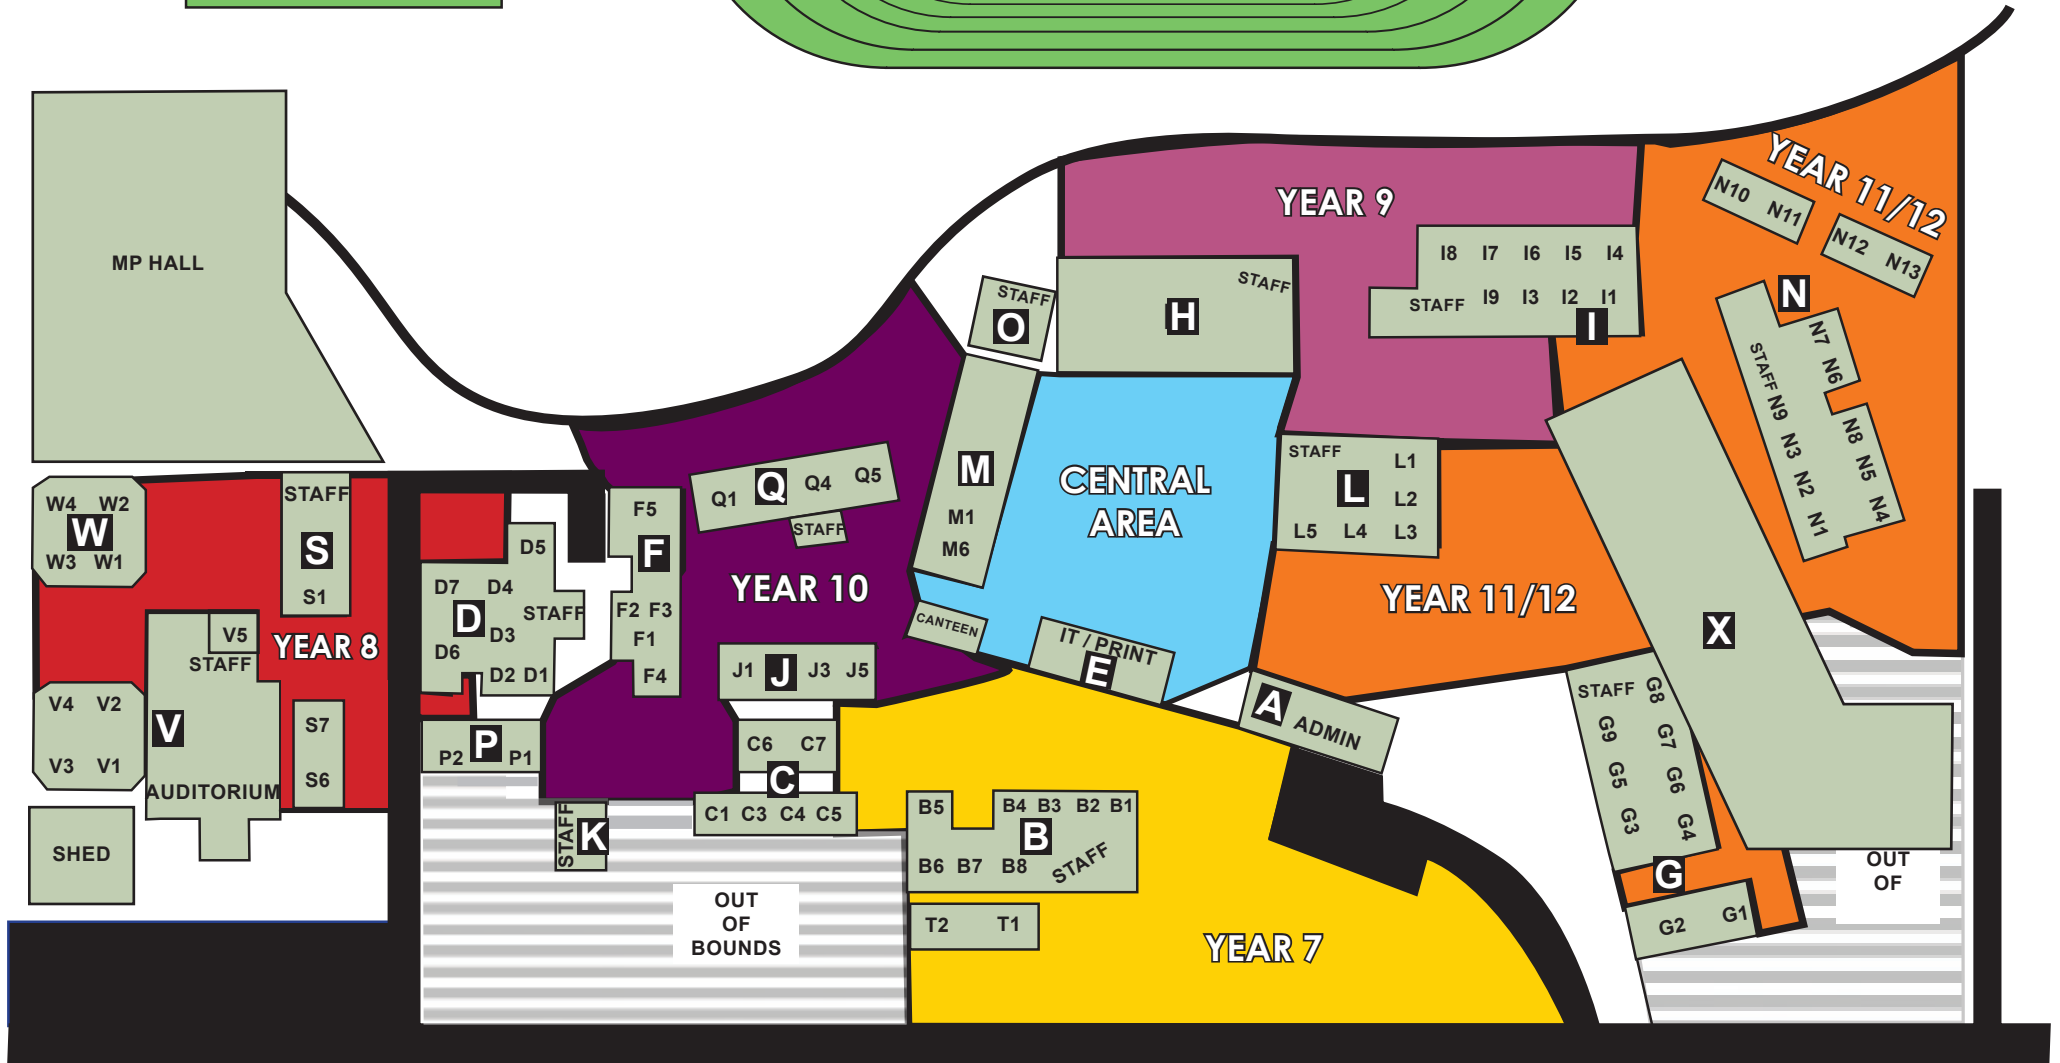 MP HALL
W4 W2
W
W3 W1
STAFF
S
S1
V5
STAFF
YEAR 8
V4 V2
V
V3 V1
AUDITORIUM
S7
S6
SHED
D5
D7 D4
D
STAFF
D3
D6
D2 D1
P
P2 P1
F5
F
F2 F3
F1
F4
Q1 Q Q4 Q5
STAFF
YEAR 10
J1 J J3 J5
C6 C7
C
C1 C3 C4 C5
STAFF
K
OUT
OF
BOUNDS
STAFF
O
M
M1
M6
CANTEEN
STAFF
H
CENTRAL
AREA
IT / PRINT
E
A ADMIN
YEAR 9
I8 I7 I6 I5 I4
STAFF I9 I3 I2 I1
I
STAFF
L1
L
L2
L5 L4 L3
YEAR 11/12
B5 B4 B3 B2 B1
B
B6 B7 B8 STAFF
T2 T1
YEAR 7
YEAR 11/12
N10 N11
N12 N13
N
N7 N6
STAFF N9 N3 N2 N1
N8 N5 N4
X
STAFF G8
G9 G7
G5 G6
G3 G4
G
G2 G1
OUT
OF